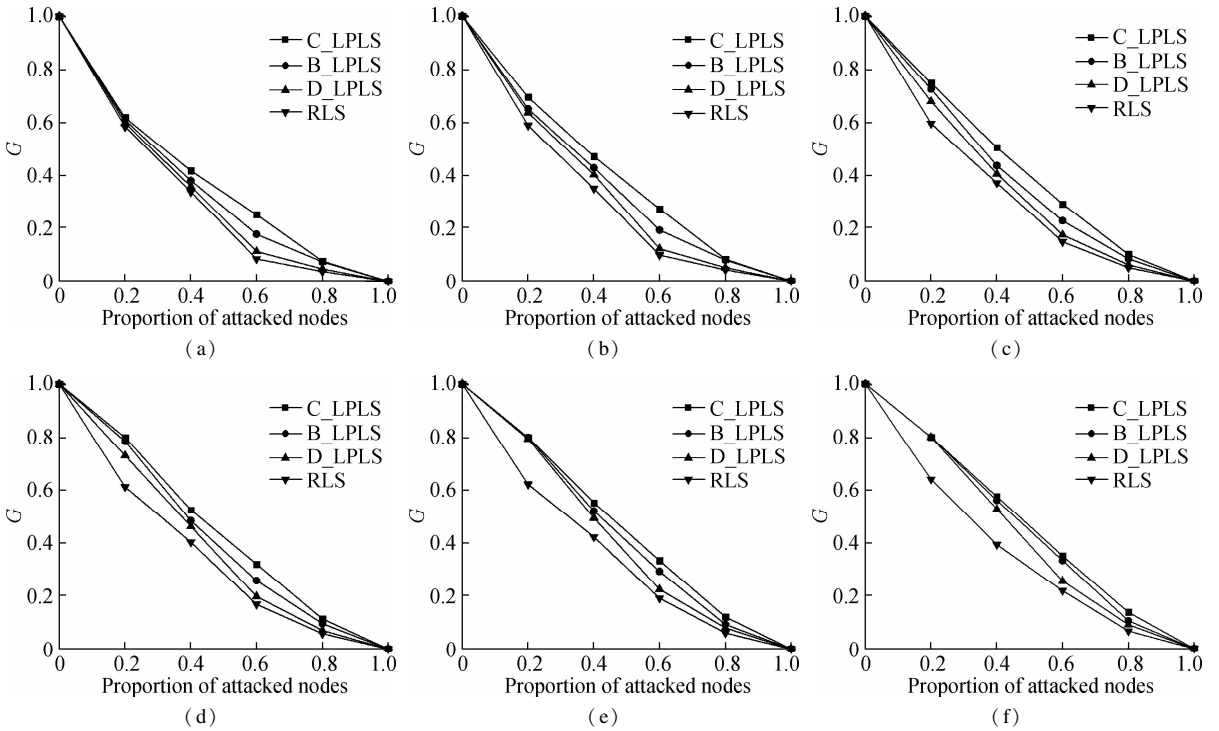 1.0
0.8
0.6
0.4
0.2
0
G
C_LPLS
B_LPLS
D_LPLS
RLS
0 0.2 0.4 0.6 0.8 1.0
Proportion of attacked nodes
(a)
1.0
0.8
0.6
0.4
0.2
0
G
C_LPLS
B_LPLS
D_LPLS
RLS
0 0.2 0.4 0.6 0.8 1.0
Proportion of attacked nodes
(b)
1.0
0.8
0.6
0.4
0.2
0
G
C_LPLS
B_LPLS
D_LPLS
RLS
0 0.2 0.4 0.6 0.8 1.0
Proportion of attacked nodes
(c)
1.0
0.8
0.6
0.4
0.2
0
G
C_LPLS
B_LPLS
D_LPLS
RLS
0 0.2 0.4 0.6 0.8 1.0
Proportion of attacked nodes
(d)
1.0
0.8
0.6
0.4
0.2
0
G
C_LPLS
B_LPLS
D_LPLS
RLS
0 0.2 0.4 0.6 0.8 1.0
Proportion of attacked nodes
(e)
1.0
0.8
0.6
0.4
0.2
0
G
C_LPLS
B_LPLS
D_LPLS
RLS
0 0.2 0.4 0.6 0.8 1.0
Proportion of attacked nodes
(f)